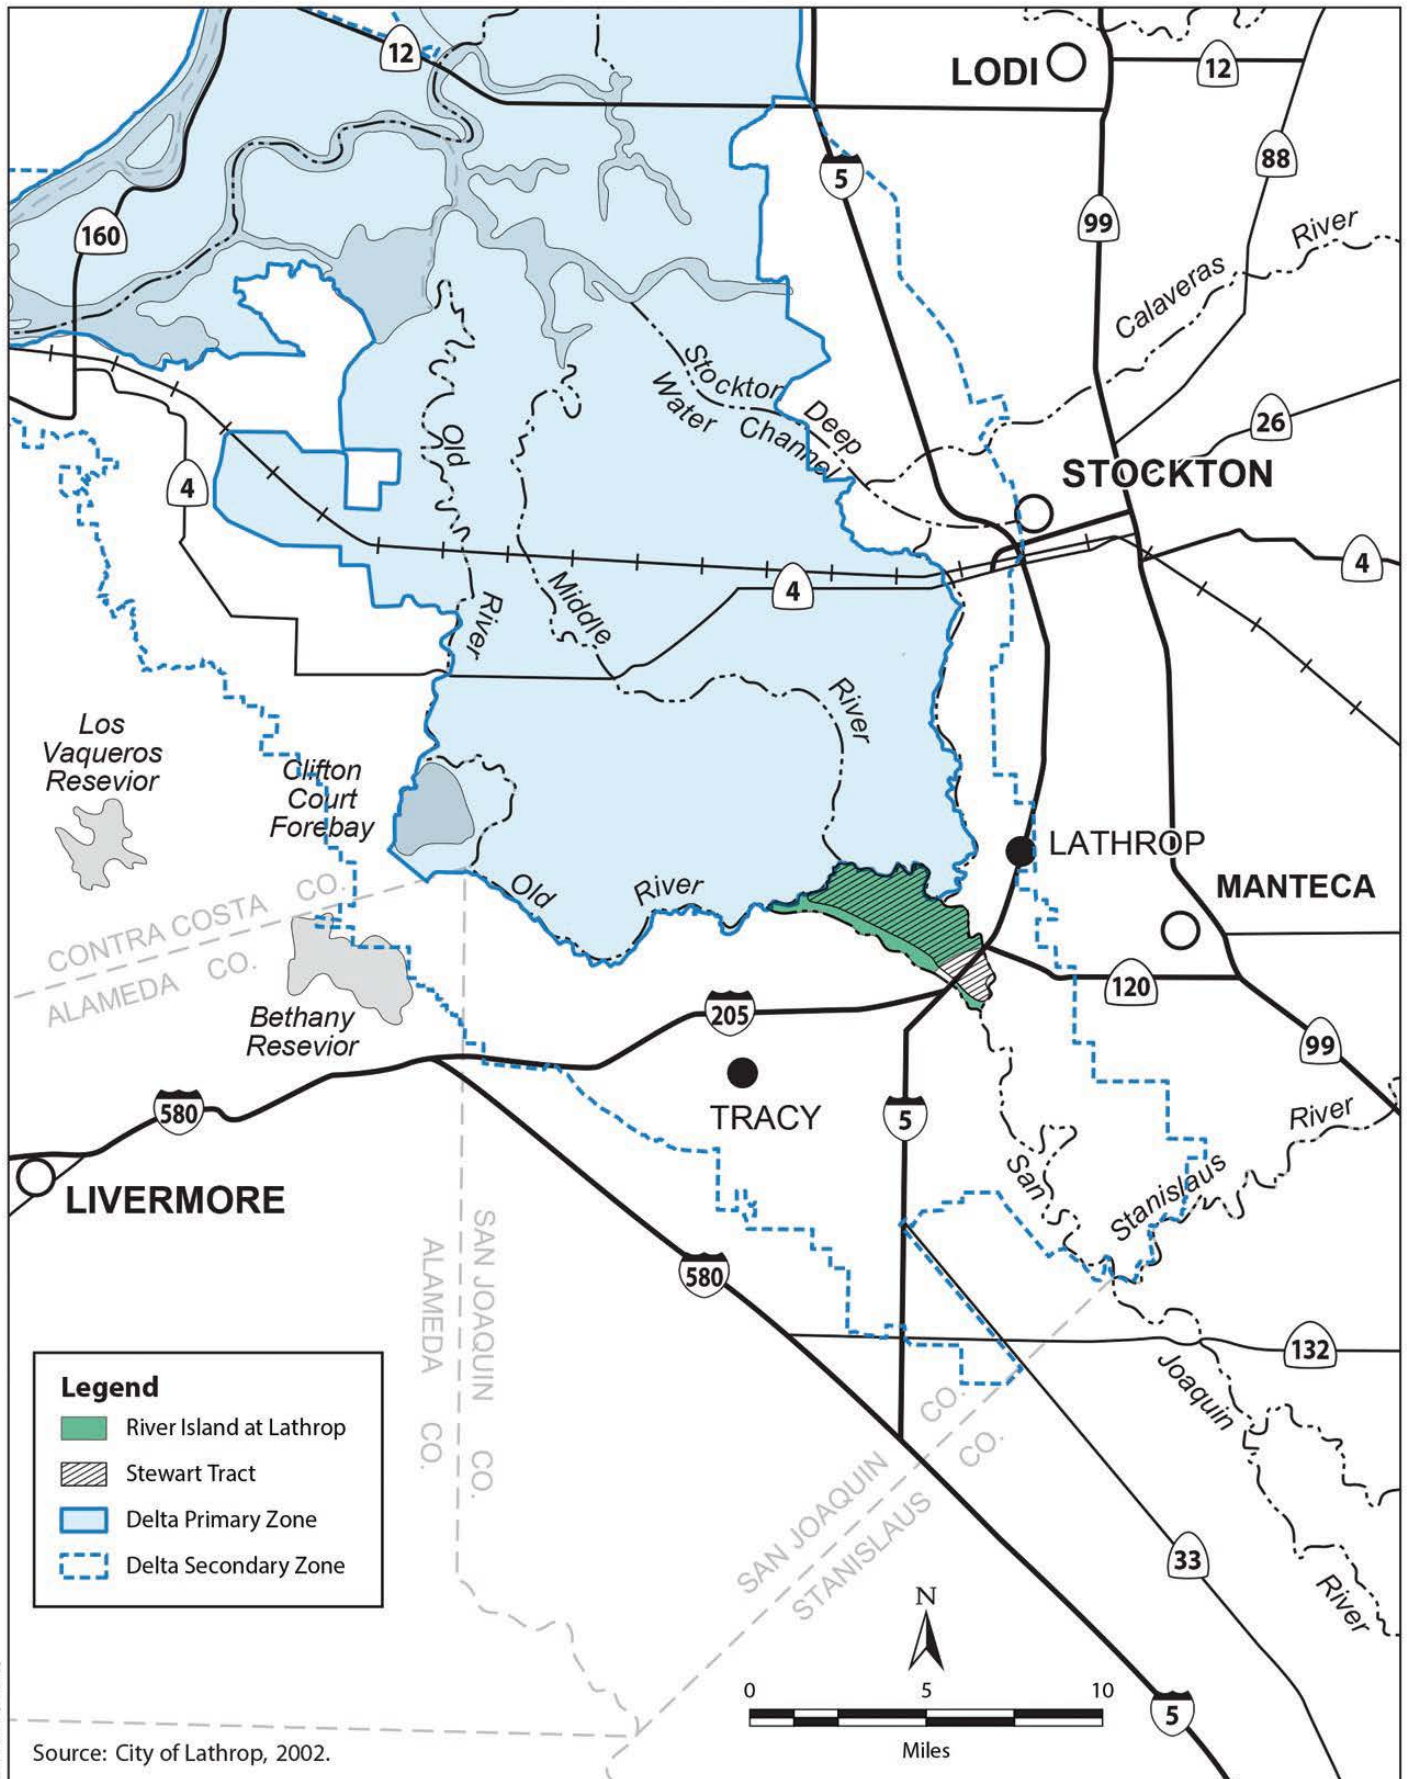 12
LODI
12
5
88
160
99
Calaveras
River
Stockton
Deep
Water Channel
26
Old
4
STOCKTON
4
4
River
Middle
River
Los
Vaqueros
Resevior
Clifton
Court
Forebay
LATHROP
MANTECA
Old
River
CONTRA COSTA CO.
ALAMEDA CO.
120
205
Bethany
Resevior
99
580
TRACY
5
River
San
Stanislaus
LIVERMORE
SAN JOAQUIN CO.
ALAMEDA CO.
580
132
Joaquin
River
SAN JOAQUIN CO.
STANISLAUS CO.
33
5
Legend
River Island at Lathrop
Stewart Tract
Delta Primary Zone
Delta Secondary Zone
N
0 5 10
Miles
Source: City of Lathrop, 2002.